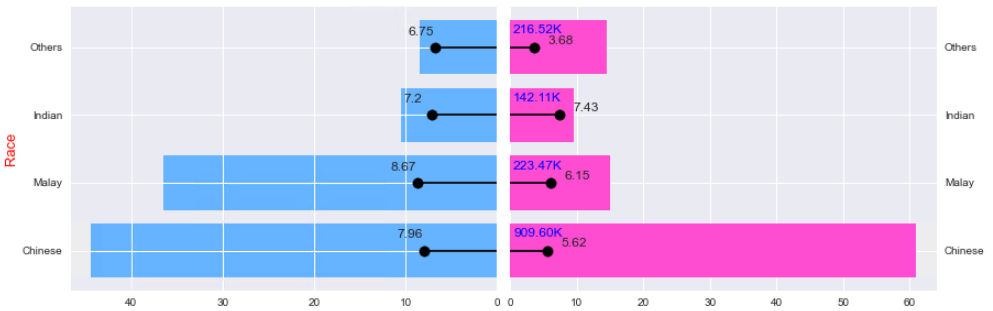 Race
Others 6.75 216.52K 3.68 Others
Indian 7.2 142.11K 7.43 Indian
Malay 8.67 223.47K 6.15 Malay
Chinese 7.96 909.60K 5.62 Chinese
40 30 20 10 0 0 10 20 30 40 50 60